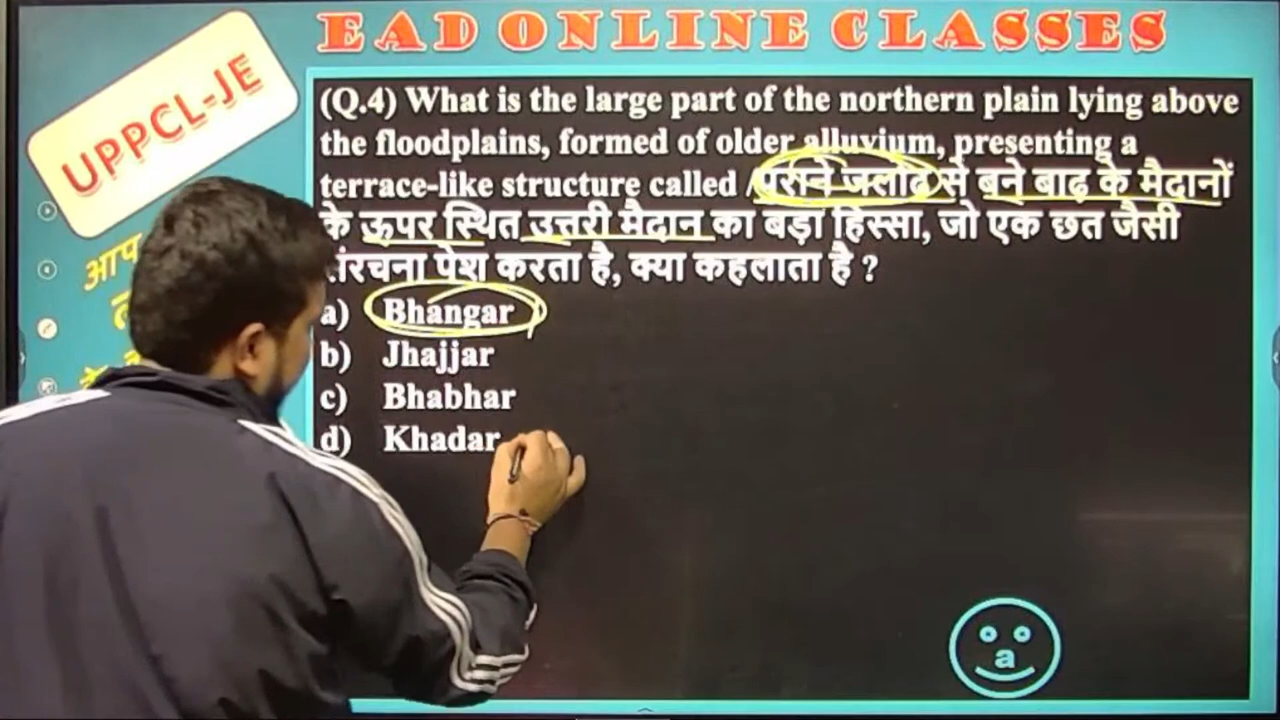 EAD ONLINE CLASSES
UPPCL-JE
(Q.4) What is the large part of the northern plain lying above
the floodplains, formed of older alluvium, presenting a
terrace-like structure called / पुराने जलोढ़ से बने बाढ़ के मैदानों
के ऊपर स्थित उत्तरी मैदान का बड़ा हिस्सा, जो एक छत जैसी
संरचना पेश करता है, क्या कहलाता है ?
a) Bhangar
b) Jhajjar
c) Bhabhar
d) Khadar
आप
a